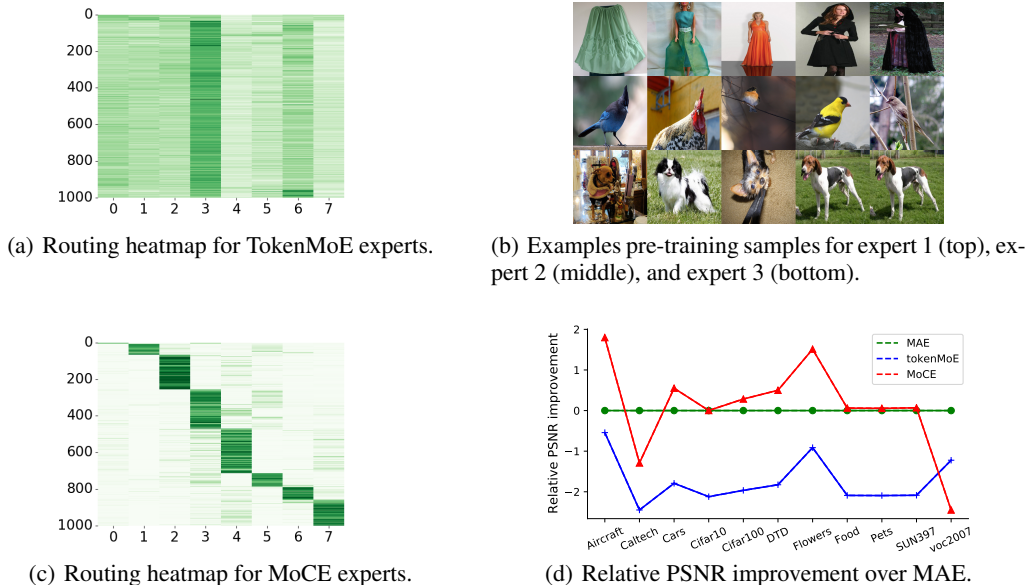 0
200
400
600
800
1000
0 1 2 3 4 5 6 7
(a) Routing heatmap for TokenMoE experts.
(b) Examples pre-training samples for expert 1 (top), ex-
pert 2 (middle), and expert 3 (bottom).
0
200
400
600
800
1000
0 1 2 3 4 5 6 7
(c) Routing heatmap for MoCE experts.
Relative PSNR improvement
2
1
0
−1
−2
MAE
tokenMoE
MoCE
Aircraft Caltech Cars Cifar10 Cifar100 DTD Flowers Food Pets SUN397 voc2007
(d) Relative PSNR improvement over MAE.